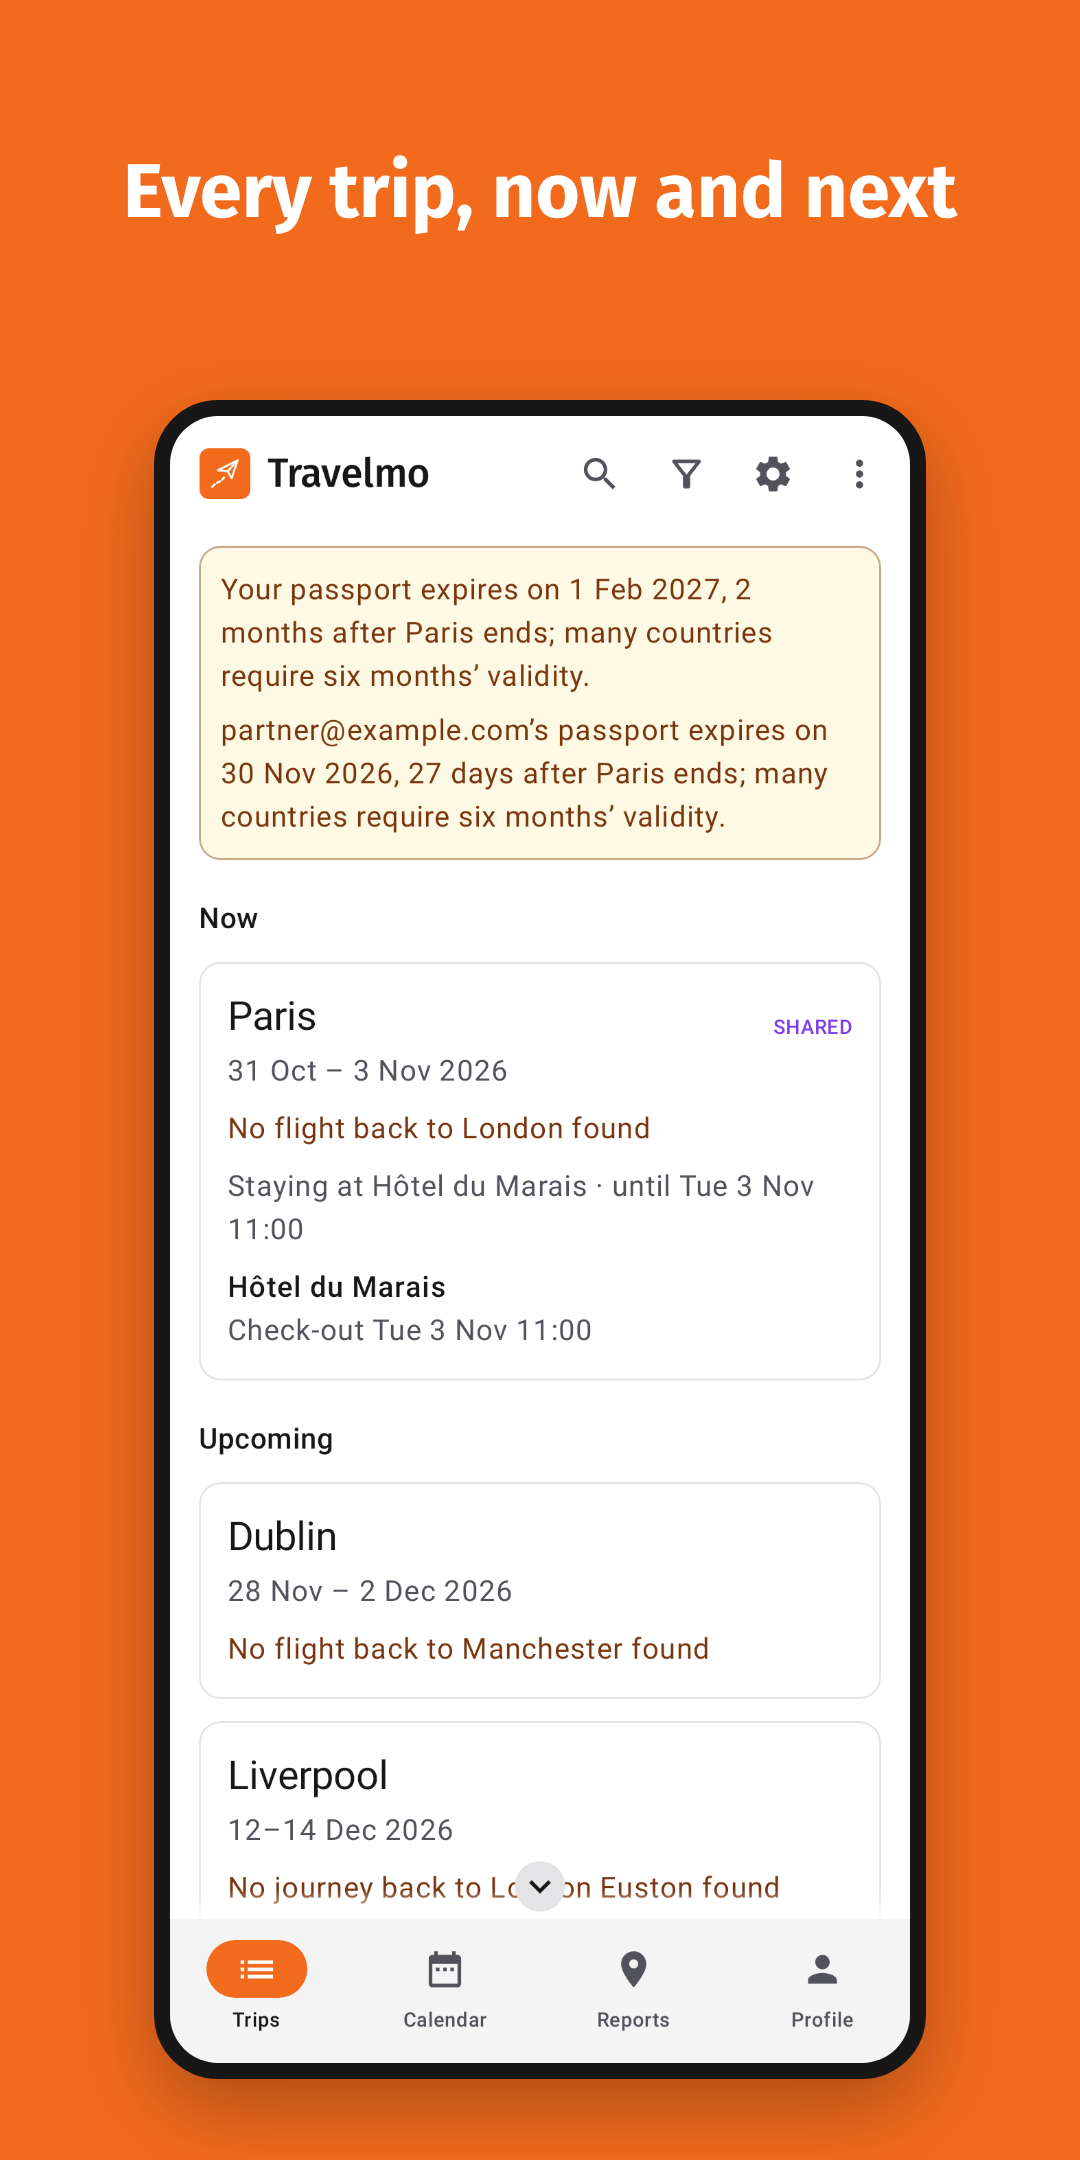 Every trip, now and next
Travelmo
Your passport expires on 1 Feb 2027, 2
months after Paris ends; many countries
require six months’ validity.
partner@example.com’s passport expires on
30 Nov 2026, 27 days after Paris ends; many
countries require six months’ validity.
Now
Paris
SHARED
31 Oct – 3 Nov 2026
No flight back to London found
Staying at Hôtel du Marais · until Tue 3 Nov
11:00
Hôtel du Marais
Check-out Tue 3 Nov 11:00
Upcoming
Dublin
28 Nov – 2 Dec 2026
No flight back to Manchester found
Liverpool
12–14 Dec 2026
No journey back to London Euston found
Trips
Calendar
Reports
Profile